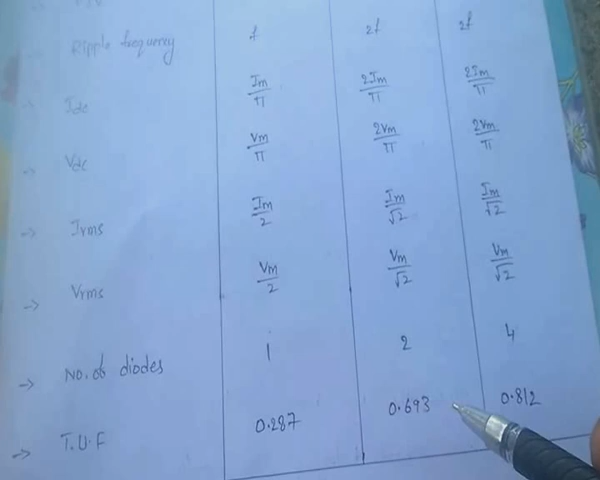 Ripple frequency f 2f 2f
-> Idc Im/π 2Im/π 2Im/π
-> Vdc Vm/π 2Vm/π 2Vm/π
-> Irms Im/2 Im/√2 Im/√2
-> Vrms Vm/2 Vm/√2 Vm/√2
-> No. of diodes 1 2 4
-> T.U.F 0.287 0.693 0.812